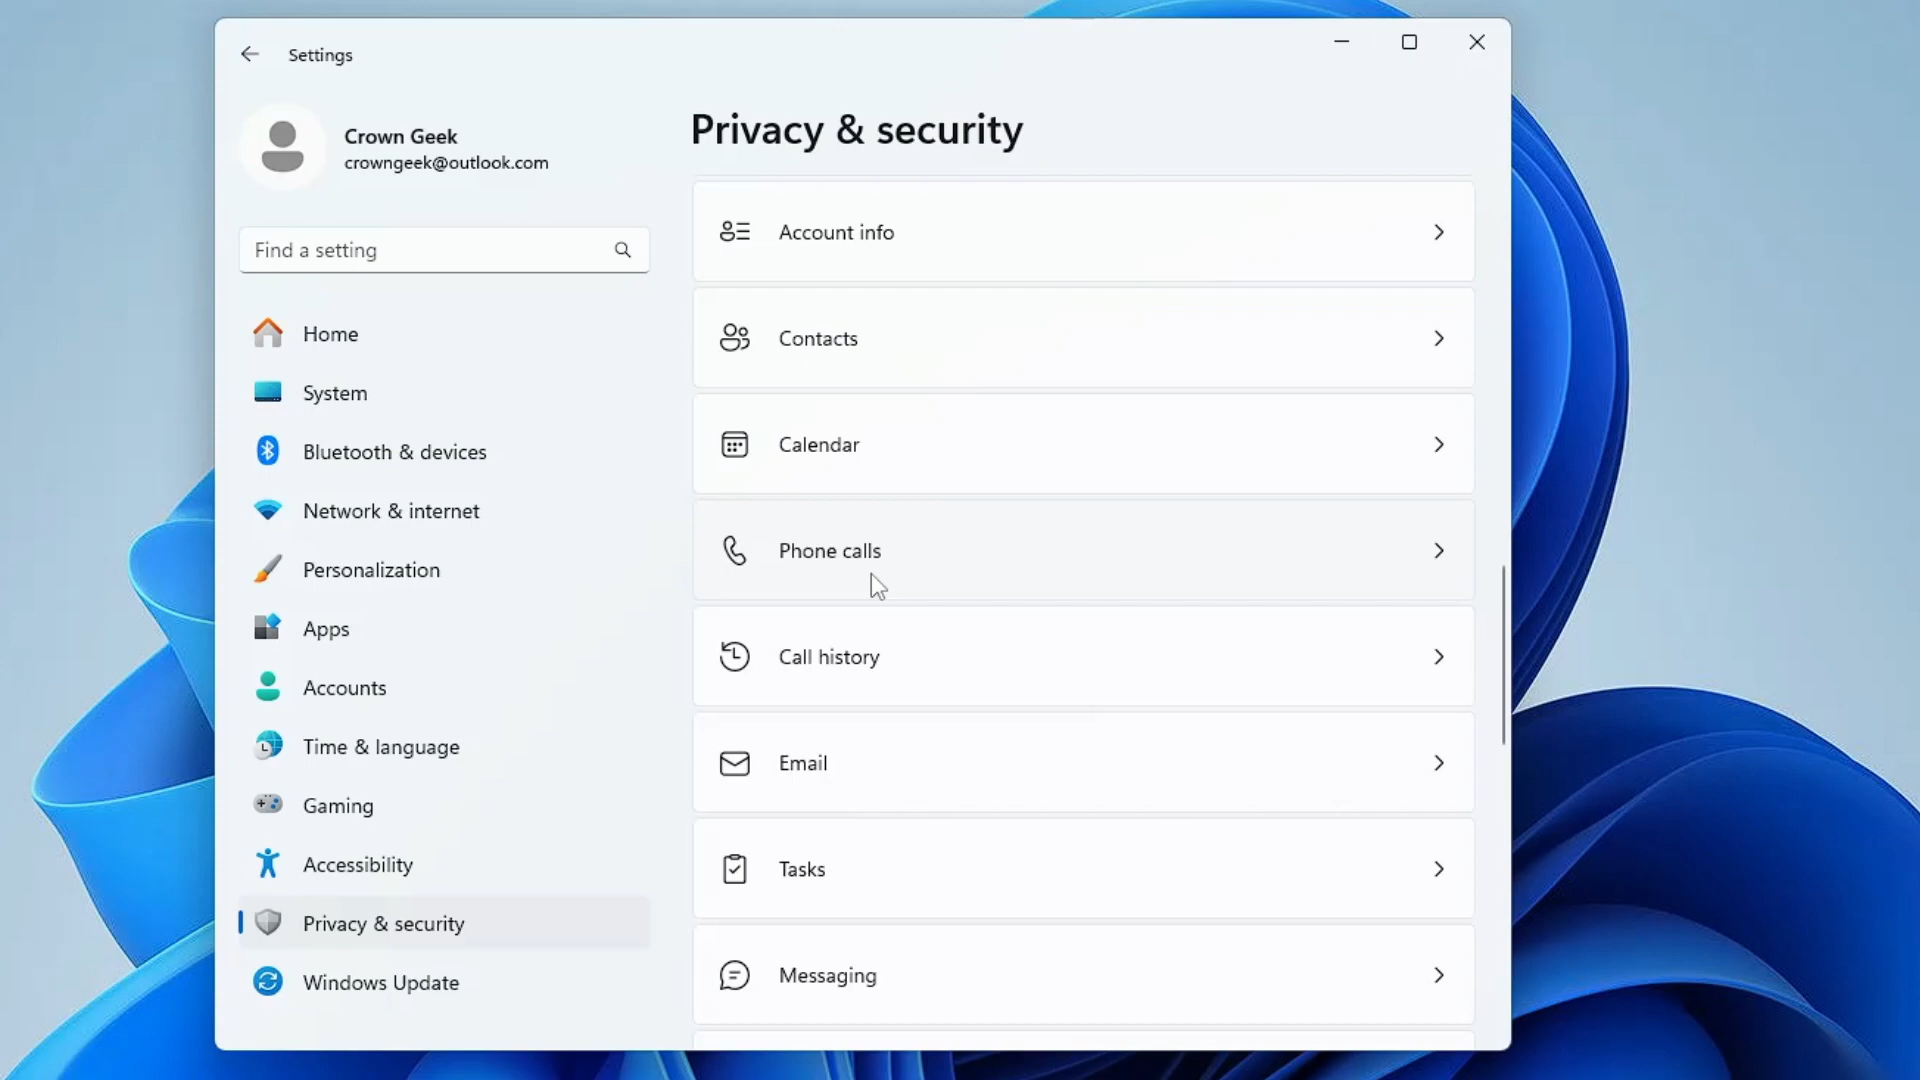 Settings
Crown Geek
crowngeek@outlook.com
Find a setting
Home
System
Bluetooth & devices
Network & internet
Personalization
Apps
Accounts
Time & language
Gaming
Accessibility
Privacy & security
Windows Update
Privacy & security
Account info
Contacts
Calendar
Phone calls
Call history
Email
Tasks
Messaging